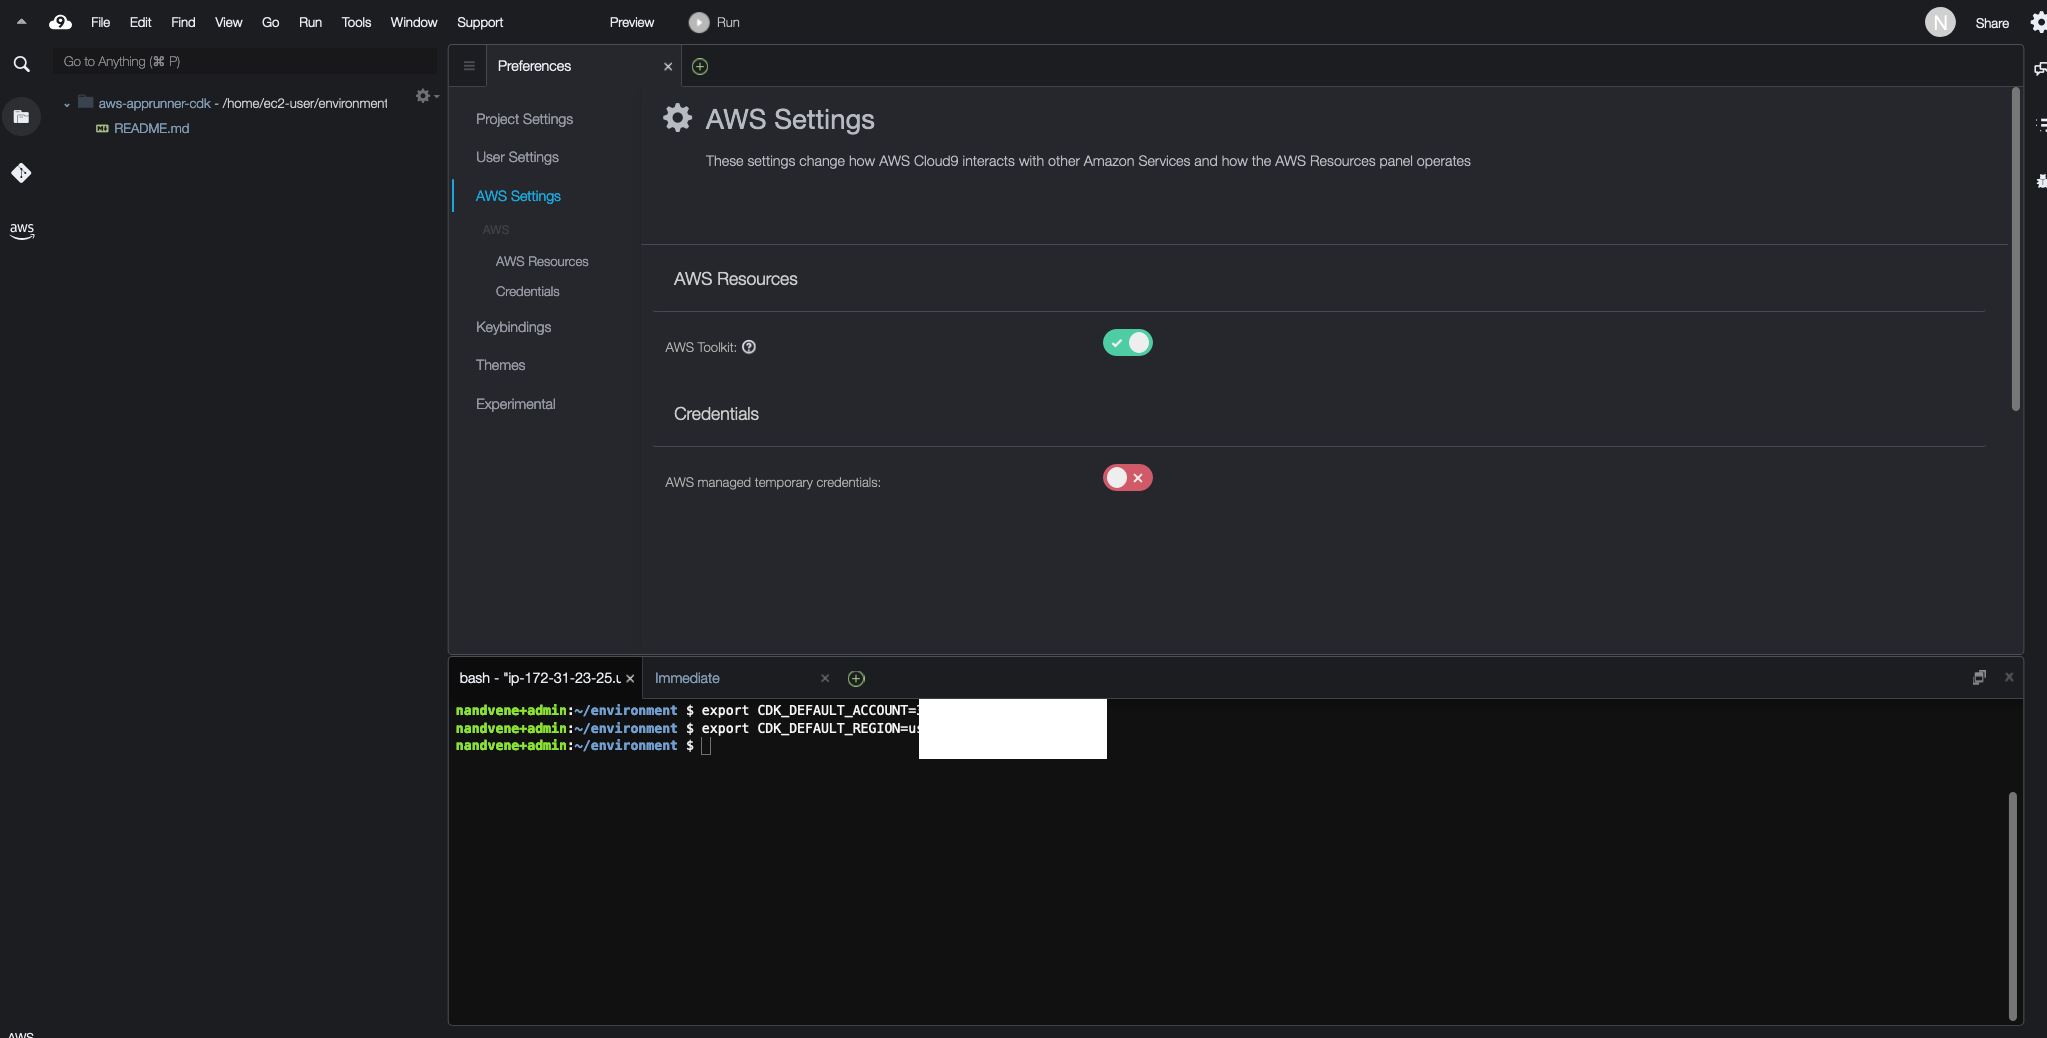 File Edit Find View Go Run Tools Window Support Preview Run N Share
Go to Anything (⌘ P)
aws-apprunner-cdk - /home/ec2-user/environment
README.md
aws
Preferences
Project Settings
User Settings
AWS Settings
AWS
AWS Resources
Credentials
Keybindings
Themes
Experimental
AWS Settings
These settings change how AWS Cloud9 interacts with other Amazon Services and how the AWS Resources panel operates
AWS Resources
AWS Toolkit:
Credentials
AWS managed temporary credentials:
bash - "ip-172-31-23-25.u Immediate
nandvene+admin:~/environment $ export CDK_DEFAULT_ACCOUNT=
nandvene+admin:~/environment $ export CDK_DEFAULT_REGION=us
nandvene+admin:~/environment $
AWS